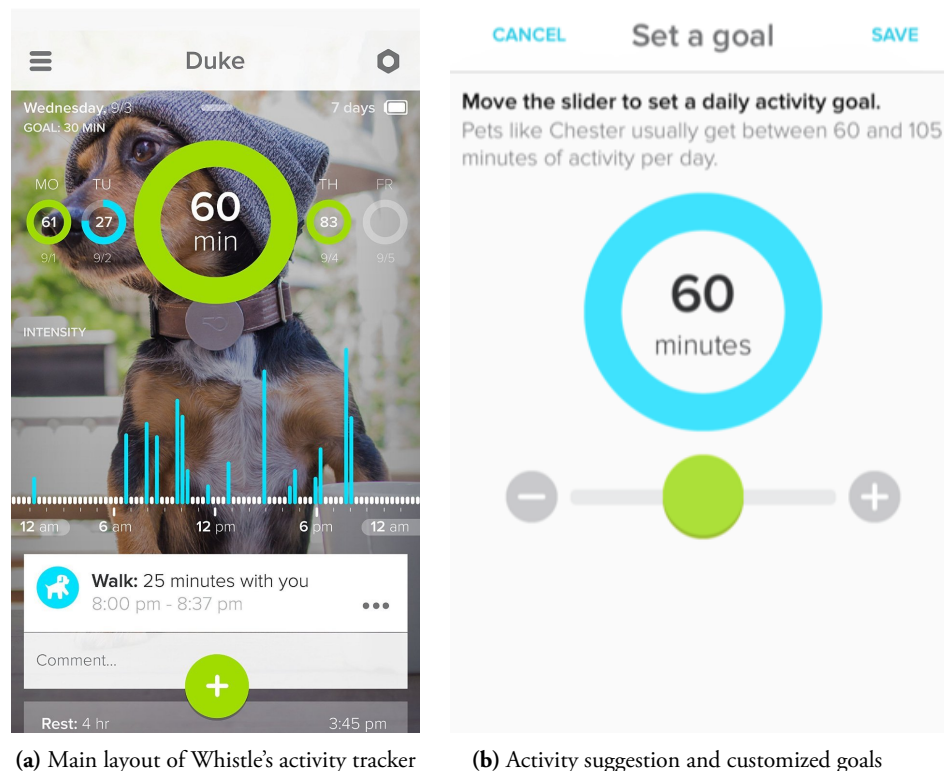 Duke
Wednesday, 9/3
7 days
GOAL: 30 MIN
MO
TU
TH
FR
61
27
60
min
83
9/1
9/2
9/4
9/5
INTENSITY
12 am
6 am
12 pm
6 pm
12 am
Walk: 25 minutes with you
8:00 pm - 8:37 pm
Comment...
Rest: 4 hr
3:45 pm
(a) Main layout of Whistle's activity tracker
CANCEL
Set a goal
SAVE
Move the slider to set a daily activity goal.
Pets like Chester usually get between 60 and 105
minutes of activity per day.
60
minutes
(b) Activity suggestion and customized goals